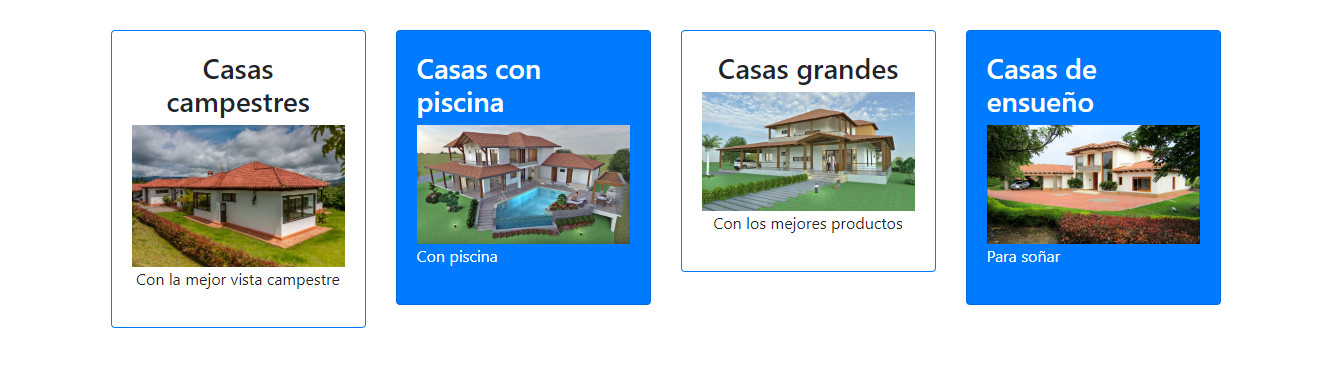 Casas
campestres
Con la mejor vista campestre
Casas con
piscina
Con piscina
Casas grandes
Con los mejores productos
Casas de
ensueño
Para soñar